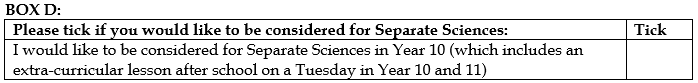 BOX D:
Please tick if you would like to be considered for Separate Sciences: Tick
I would like to be considered for Separate Sciences in Year 10 (which includes an
extra-curricular lesson after school on a Tuesday in Year 10 and 11)